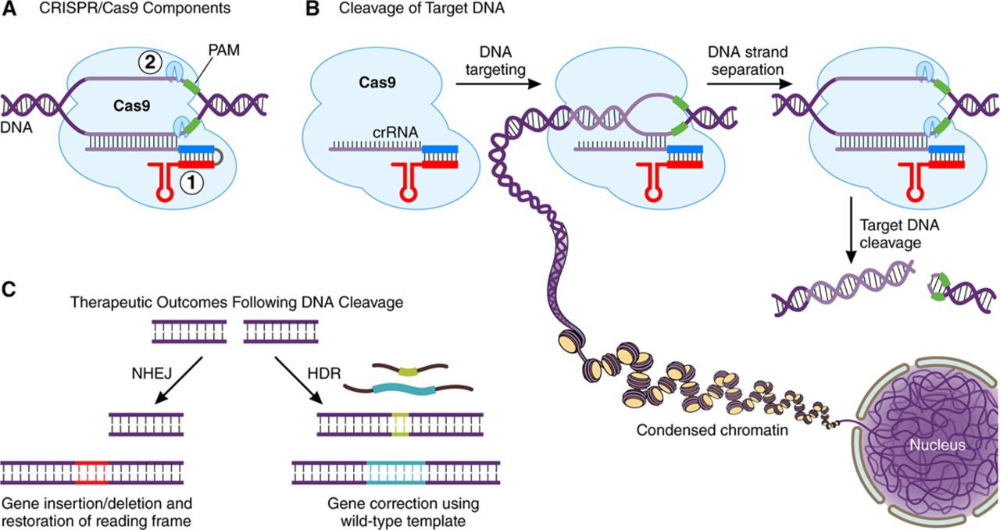 A
CRISPR/Cas9 Components
2
PAM
Cas9
DNA
1
B
Cleavage of Target DNA
Cas9
crRNA
DNA
targeting
DNA strand
separation
Target DNA
cleavage
Condensed chromatin
Nucleus
C
Therapeutic Outcomes Following DNA Cleavage
NHEJ
HDR
Gene insertion/deletion and
restoration of reading frame
Gene correction using
wild-type template